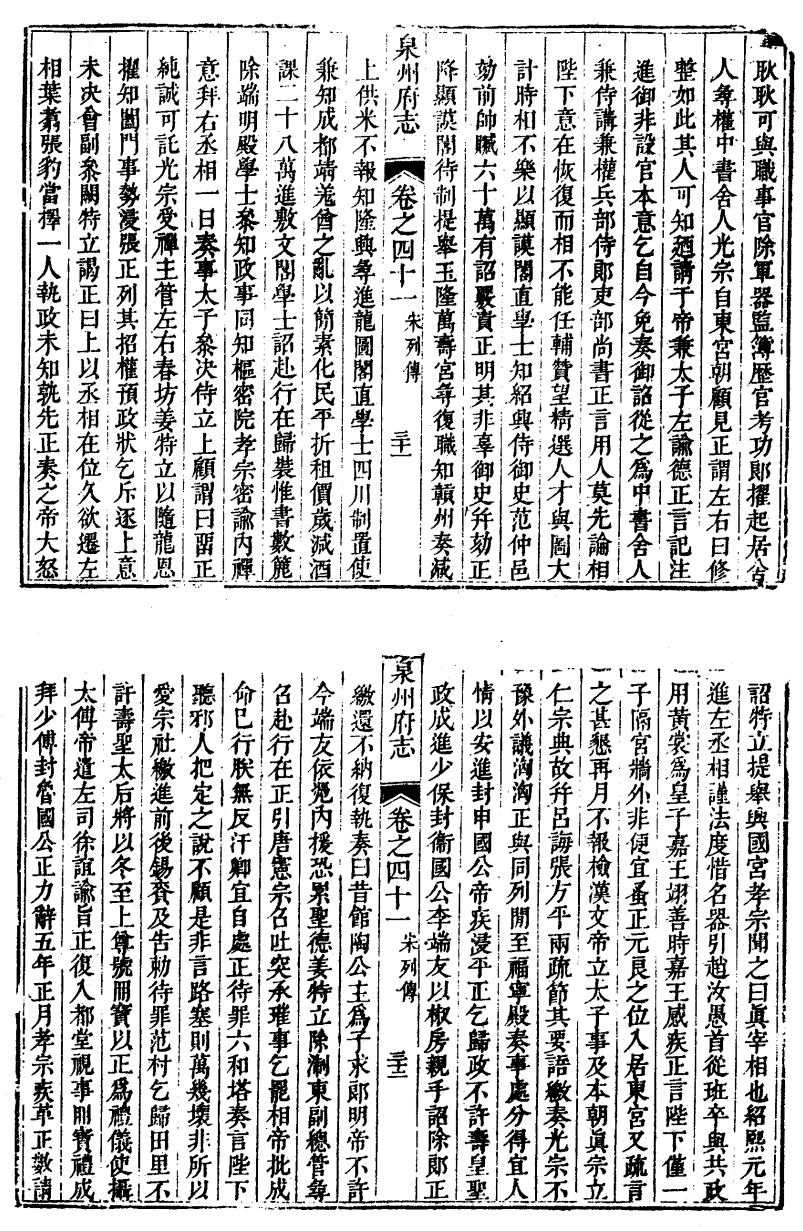 耿耿可與職事官除軍器監簿歷官考功郎擢起居舍
人尋權中書舍人光宗自東宮朝顧見正謂左右曰修
整如此其人可知廼請于帝兼太子左諭德正言記注
進御非設官本意乞自今免奏御詔從之爲中書舍人
兼侍講兼權兵部侍郎吏部尚書正言用人莫先論相
陛下意在恢復而相不能任輔贊望精選人才與圖大
計時相不樂以顯謨閣直學士知紹興侍御史范仲𦬊
劾前帥贓六十萬有詔覈責正明其非辜御史幷劾正
降顯謨閣待制提舉玉隆萬壽宮尋復職知贛州奏減
泉州府志
卷之四十一 宋列傳
三十一
上供米不報知隆興尋進龍圖閣直學士四川制置使
兼知成都靖羌酋之亂以簡素化民平折租價歲減酒
課二十八萬進敷文閣學士詔赴行在歸裝惟書數簏
除端明殿學士叅知政事同知樞密院孝宗密諭內禪
意拜右丞相一日奏事太子叅決侍立上顧謂曰畱正
純誠可託光宗受禪主管左右春坊姜特立以隨龍恩
擢知閤門事勢浸張正列其招權預政狀乞斥逐上意
未決會副叅闕特立謁正曰上以丞相在位久欲遷左
相葉翥張豹當擇一人執政未知孰先正奏之帝大怒
詔特立提舉興國宮孝宗聞之曰眞宰相也紹熙元年
進左丞相謹法度惜名器引趙汝愚首從班卒與共政
用黃裳爲皇子嘉王翊善時嘉王感疾正言陛下僅一
子隔宮牆外非便宜蚤正元良之位入居東宮又疏言
之甚懇再月不報檢漢文帝立太子事及本朝眞宗立
仁宗典故幷呂誨張方平兩疏節其要語繳奏光宗不
豫外議洶洶正與同列閒至福寧殿奏事處分得宜人
情以安進封申國公帝疾浸平正乞歸政不許壽皇聖
政成進少保封衞國公李端友以椒房親手詔除郎正
泉州府志
卷之四十一 宋列傳
三十二
繳還不納復執奏曰昔館陶公主爲子求郎明帝不許
今端友依憑內援恐累聖德姜特立除淛東副總管尋
召赴行在正引唐憲宗召吐突承璀事乞罷相帝批成
命已行朕無反汗卿宜自處正待罪六和塔奏言陛下
聽邪人把定之說不顧是非言路塞則萬幾壞非所以
愛宗社繳進前後錫賚及告勅待罪范村乞歸田里不
許壽聖太后將以冬至上尊號冊寶以正爲禮儀使攝
太傅帝遣左司徐誼諭旨正復入都堂視事冊寶禮成
拜少傅封魯國公正力辭五年正月孝宗疾革正數請